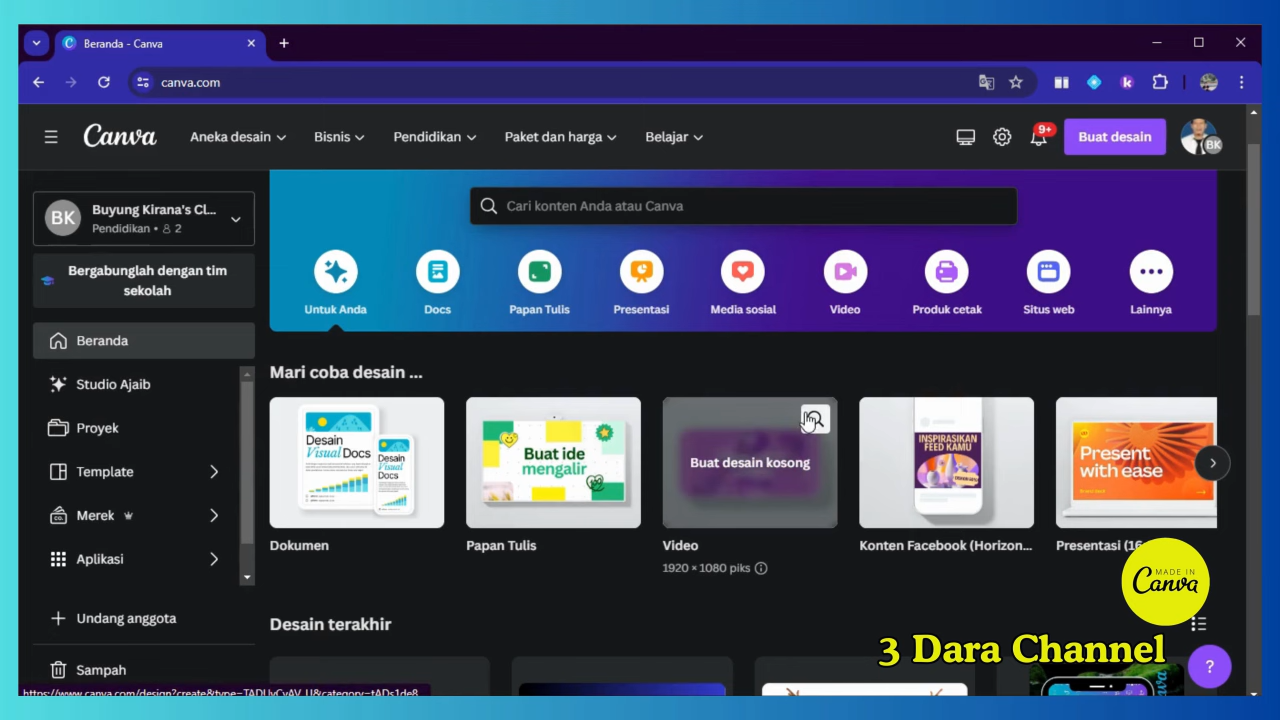 Beranda - Canva
canva.com
Canva
Aneka desain
Bisnis
Pendidikan
Paket dan harga
Belajar
9+
Buat desain
BK
BK
Buyung Kirana's Cl...
Pendidikan • 2
Bergabunglah dengan tim
sekolah
Beranda
Studio Ajaib
Proyek
Template
Merek
Aplikasi
Undang anggota
Sampah
Cari konten Anda atau Canva
Untuk Anda
Docs
Papan Tulis
Presentasi
Media sosial
Video
Produk cetak
Situs web
Lainnya
Mari coba desain ...
Desain
Visual Docs
Desain
Visual
Docs
Buat ide
mengalir
Buat desain kosong
INSPIRASIKAN
FEED KAMU
Present
with ease
Dokumen
Papan Tulis
Video
1920 × 1080 piks
Konten Facebook (Horizon...
Presentasi (16
MADE IN
Canva
Desain terakhir
3 Dara Channel
?